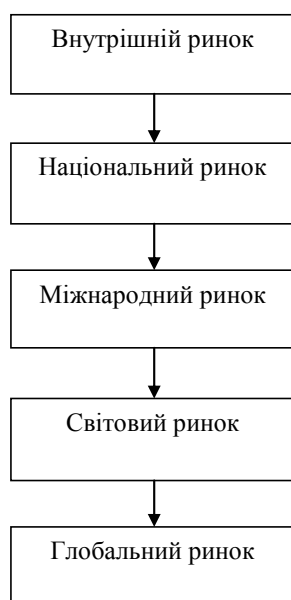 Внутрішній ринок
Національний ринок
Міжнародний ринок
Світовий ринок
Глобальний ринок